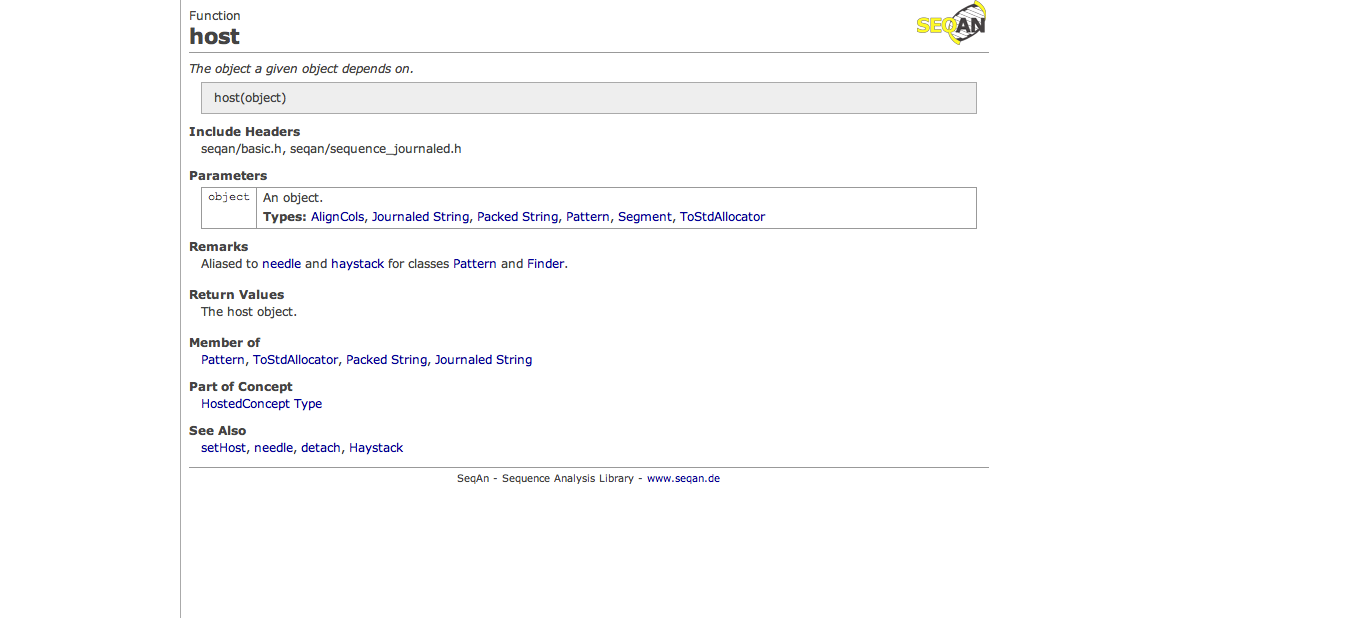 Function
host
SEQAN
The object a given object depends on.
host(object)
Include Headers
seqan/basic.h, seqan/sequence_journaled.h
Parameters
object An object.
Types: AlignCols, Journaled String, Packed String, Pattern, Segment, ToStdAllocator
Remarks
Aliased to needle and haystack for classes Pattern and Finder.
Return Values
The host object.
Member of
Pattern, ToStdAllocator, Packed String, Journaled String
Part of Concept
HostedConcept Type
See Also
setHost, needle, detach, Haystack
SeqAn - Sequence Analysis Library - www.seqan.de